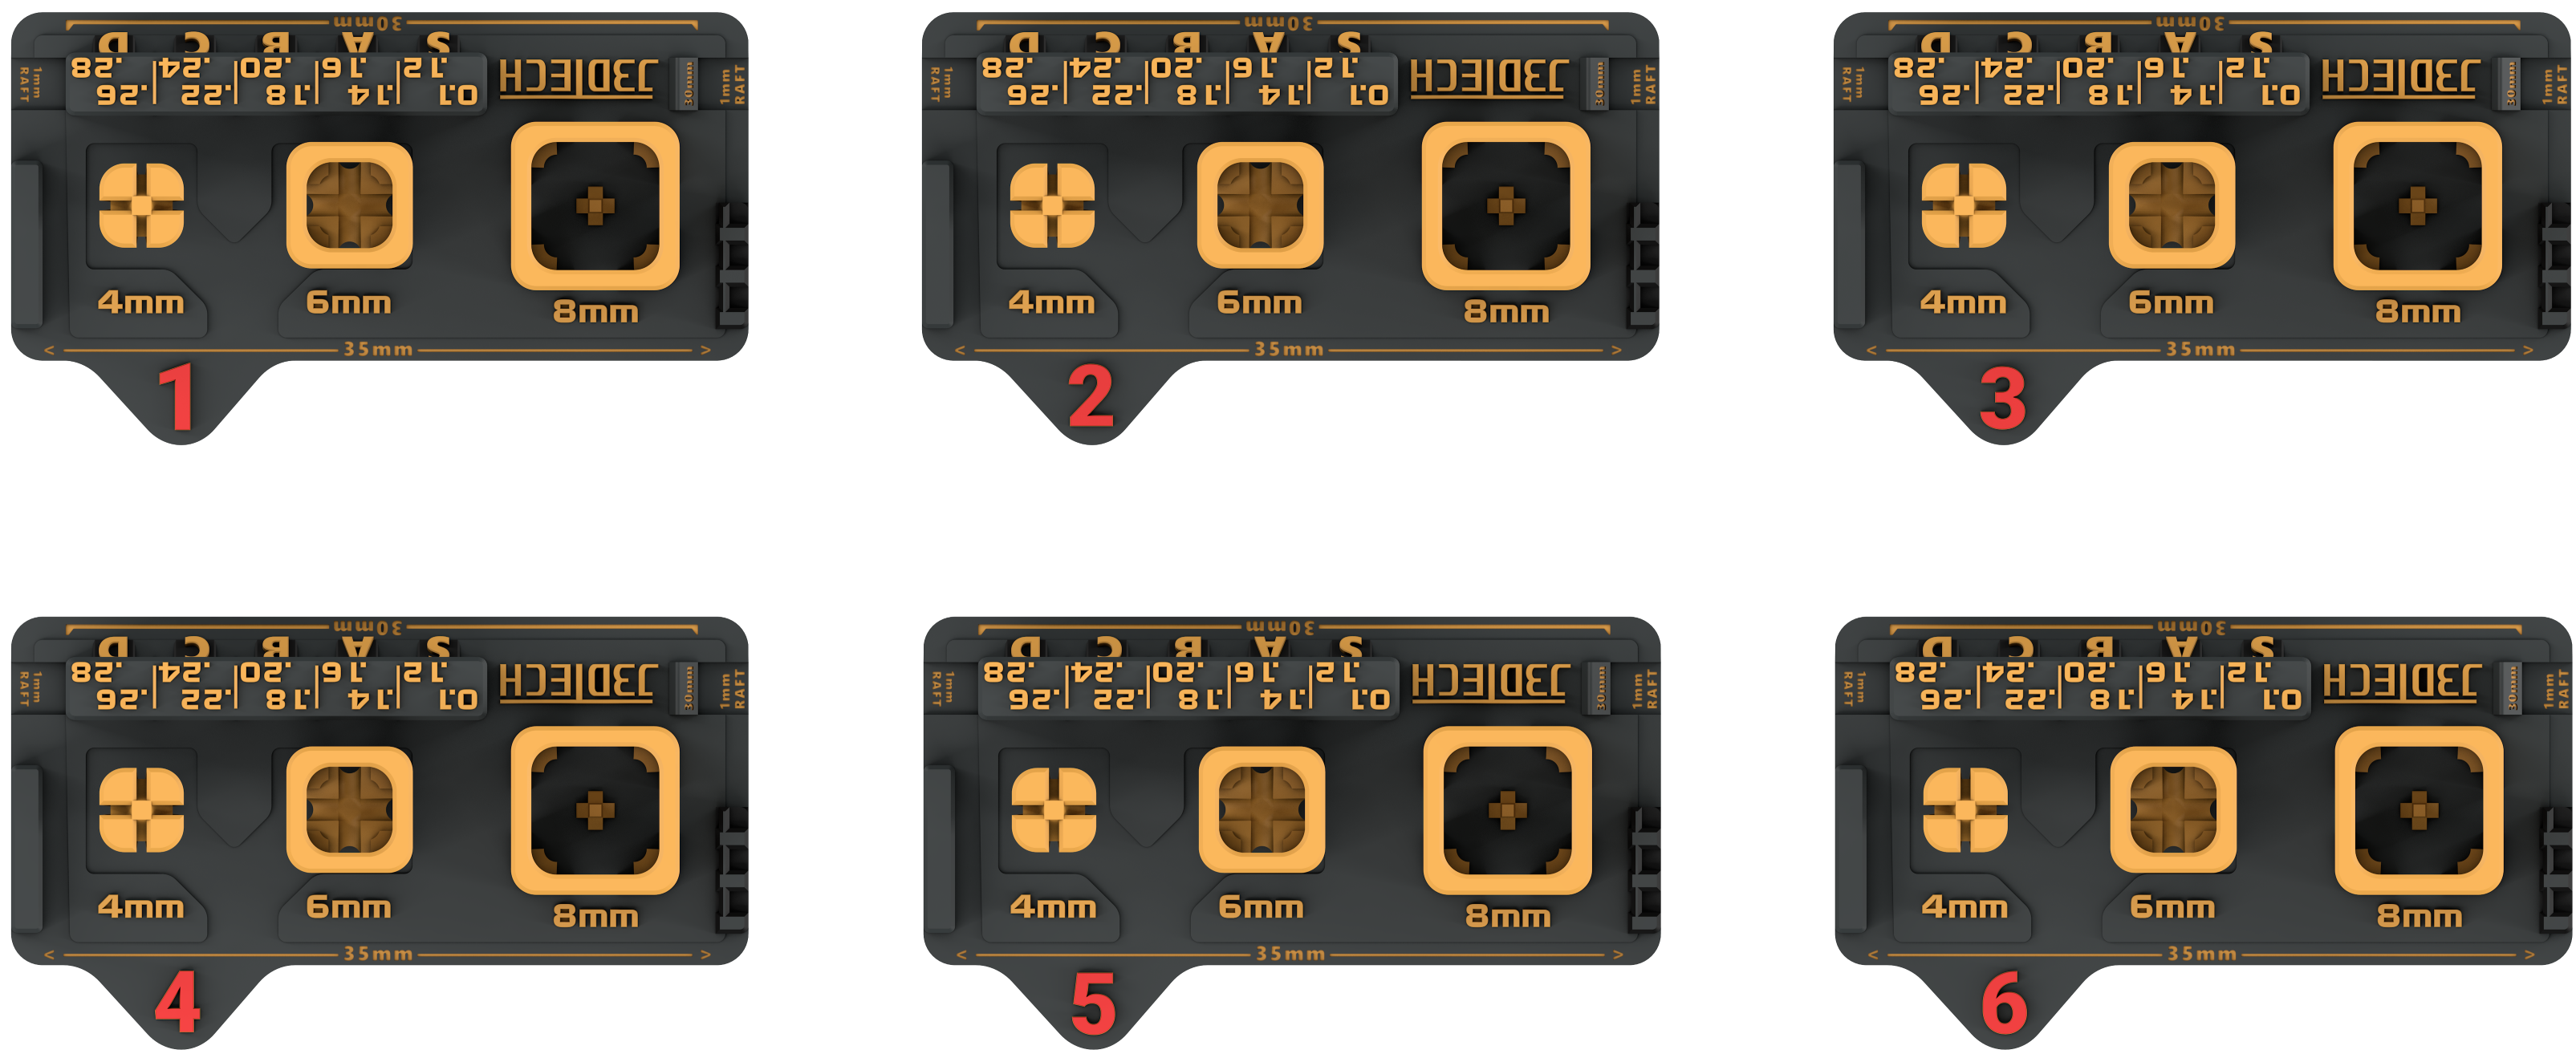 30mm
S A B C D
.12 .16 .20 .24 .28
0.1 .14 .18 .22 .26
J3DTECH
1mm
RAFT
30mm
1mm
RAFT
4mm 6mm 8mm
< 35mm >
1
30mm
S A B C D
.12 .16 .20 .24 .28
0.1 .14 .18 .22 .26
J3DTECH
1mm
RAFT
30mm
1mm
RAFT
4mm 6mm 8mm
< 35mm >
2
30mm
S A B C D
.12 .16 .20 .24 .28
0.1 .14 .18 .22 .26
J3DTECH
1mm
RAFT
30mm
1mm
RAFT
4mm 6mm 8mm
< 35mm >
3
30mm
S A B C D
.12 .16 .20 .24 .28
0.1 .14 .18 .22 .26
J3DTECH
1mm
RAFT
30mm
1mm
RAFT
4mm 6mm 8mm
< 35mm >
4
30mm
S A B C D
.12 .16 .20 .24 .28
0.1 .14 .18 .22 .26
J3DTECH
1mm
RAFT
30mm
1mm
RAFT
4mm 6mm 8mm
< 35mm >
5
30mm
S A B C D
.12 .16 .20 .24 .28
0.1 .14 .18 .22 .26
J3DTECH
1mm
RAFT
30mm
1mm
RAFT
4mm 6mm 8mm
< 35mm >
6